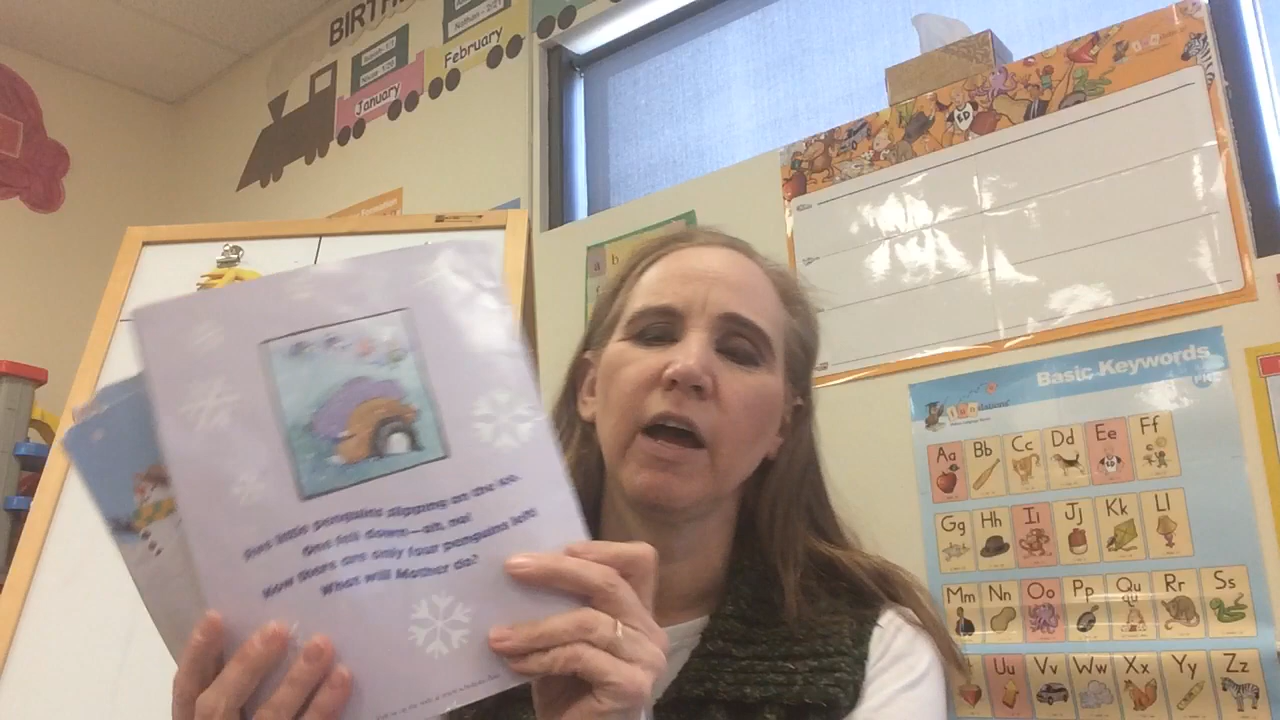 BIRTH
January
February
a b
Five little penguins slipping on the ice.
One fell down—oh, no!
Now there are only four penguins left!
What will Mother do?
Basic Keywords
Aa Bb Cc Dd Ee Ff
Gg Hh Ii Jj Kk Ll
Mm Nn Oo Pp Qu qu Rr Ss
Uu Vv Ww Xx Yy Zz